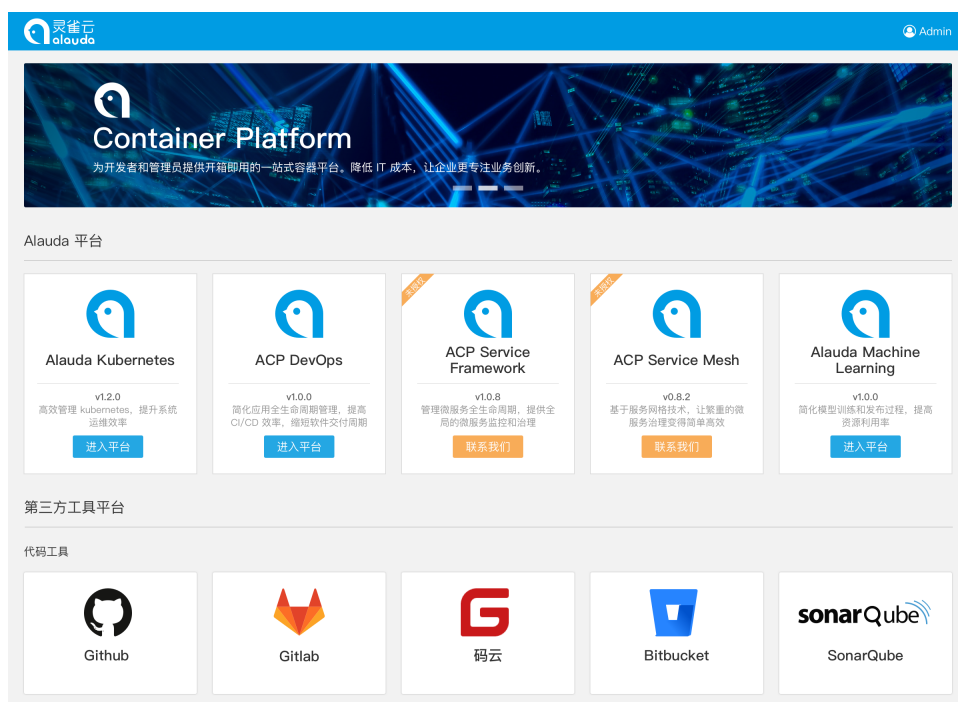 灵雀云
alauda
Admin
Container Platform
为开发者和管理员提供开箱即用的一站式容器平台。降低 IT 成本，让企业更专注业务创新。
Alauda 平台
未授权
未授权
Alauda Kubernetes
ACP DevOps
ACP Service
Framework
ACP Service Mesh
Alauda Machine
Learning
v1.2.0
高效管理 kubernetes，提升系统
运维效率
进入平台
v1.0.0
简化应用全生命周期管理，提高
CI/CD 效率，缩短软件交付周期
进入平台
v1.0.8
管理微服务全生命周期，提供全
局的微服务监控和治理
联系我们
v0.8.2
基于服务网格技术，让繁重的微
服务治理变得简单高效
联系我们
v1.0.0
简化模型训练和发布过程，提高
资源利用率
进入平台
第三方工具平台
代码工具
Github
Gitlab
码云
Bitbucket
sonarQube
SonarQube